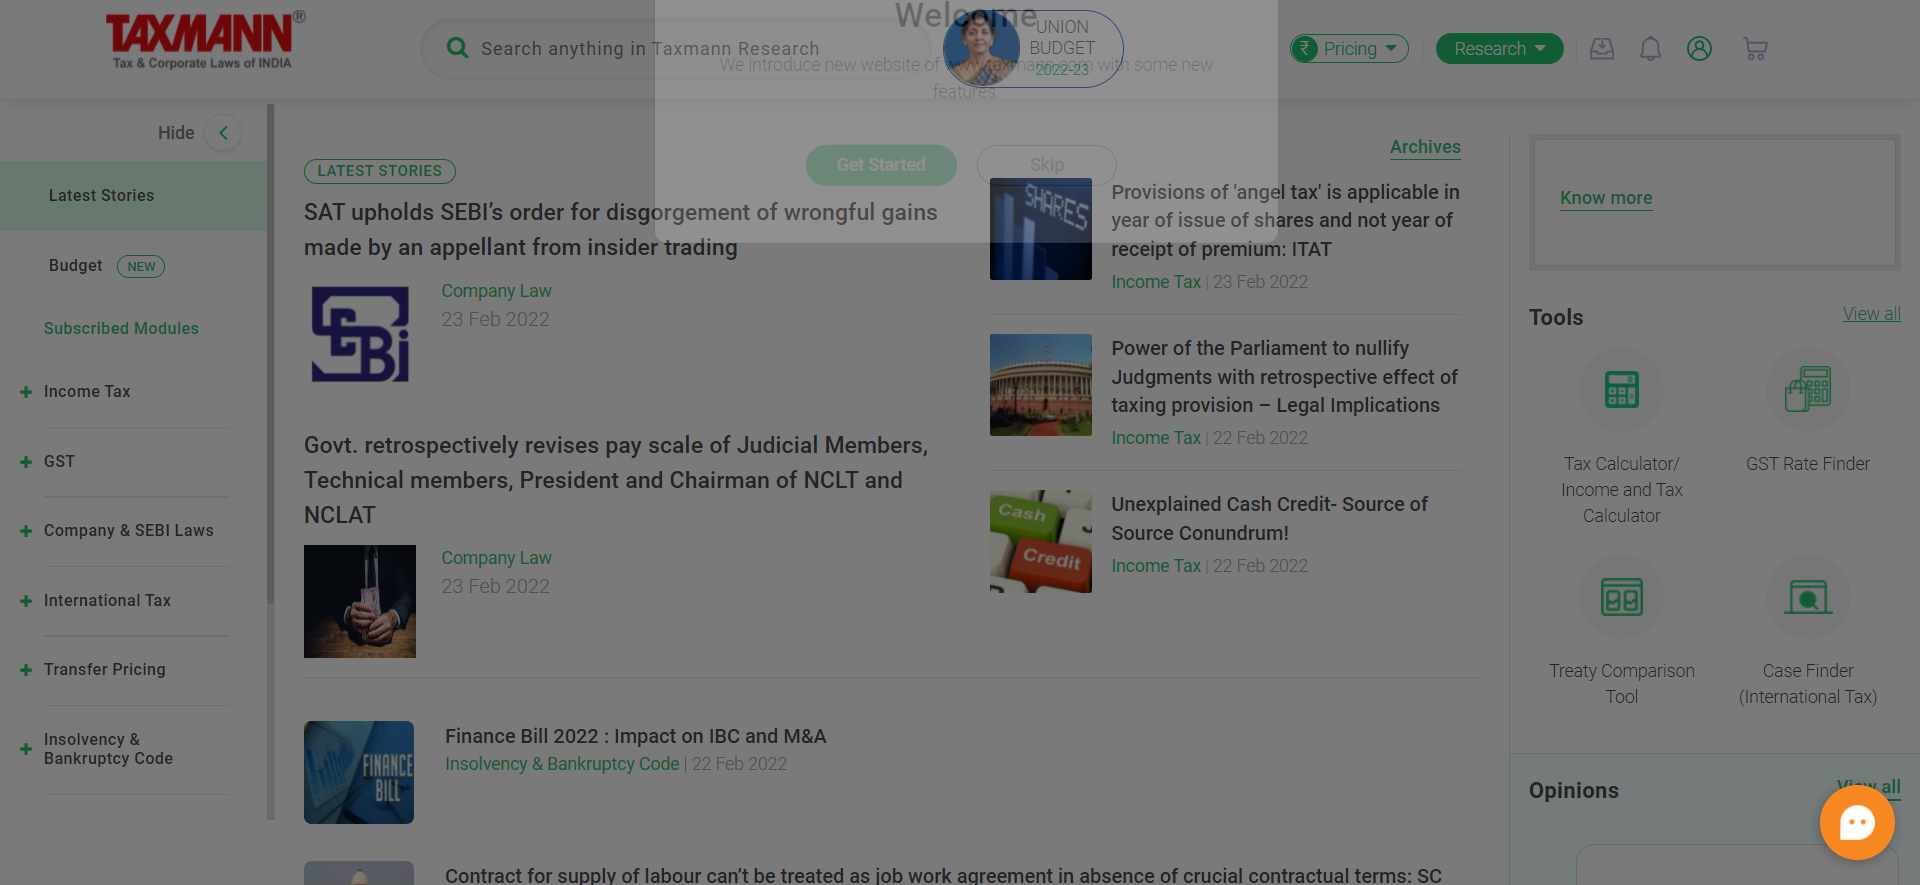 TAXMANN®
Tax & Corporate Laws of INDIA
Search anything in Taxmann Research
Welcome
We introduce new website of www.taxmann.com with some new
features.
Get Started
Skip
UNION
BUDGET
2022-23
Pricing
Research
Hide
Latest Stories
Budget NEW
Subscribed Modules
Income Tax
GST
Company & SEBI Laws
International Tax
Transfer Pricing
Insolvency &
Bankruptcy Code
LATEST STORIES
SAT upholds SEBI’s order for disgorgement of wrongful gains
made by an appellant from insider trading
SEBI
Company Law
23 Feb 2022
Govt. retrospectively revises pay scale of Judicial Members,
Technical members, President and Chairman of NCLT and
NCLAT
Company Law
23 Feb 2022
Archives
SHARES
Provisions of 'angel tax' is applicable in
year of issue of shares and not year of
receipt of premium: ITAT
Income Tax | 23 Feb 2022
Power of the Parliament to nullify
Judgments with retrospective effect of
taxing provision – Legal Implications
Income Tax | 22 Feb 2022
Cash
Credit
Unexplained Cash Credit- Source of
Source Conundrum!
Income Tax | 22 Feb 2022
FINANCE
BILL
Finance Bill 2022 : Impact on IBC and M&A
Insolvency & Bankruptcy Code | 22 Feb 2022
Contract for supply of labour can’t be treated as job work agreement in absence of crucial contractual terms: SC
Know more
Tools
View all
Tax Calculator/
Income and Tax
Calculator
GST Rate Finder
Treaty Comparison
Tool
Case Finder
(International Tax)
Opinions
View all